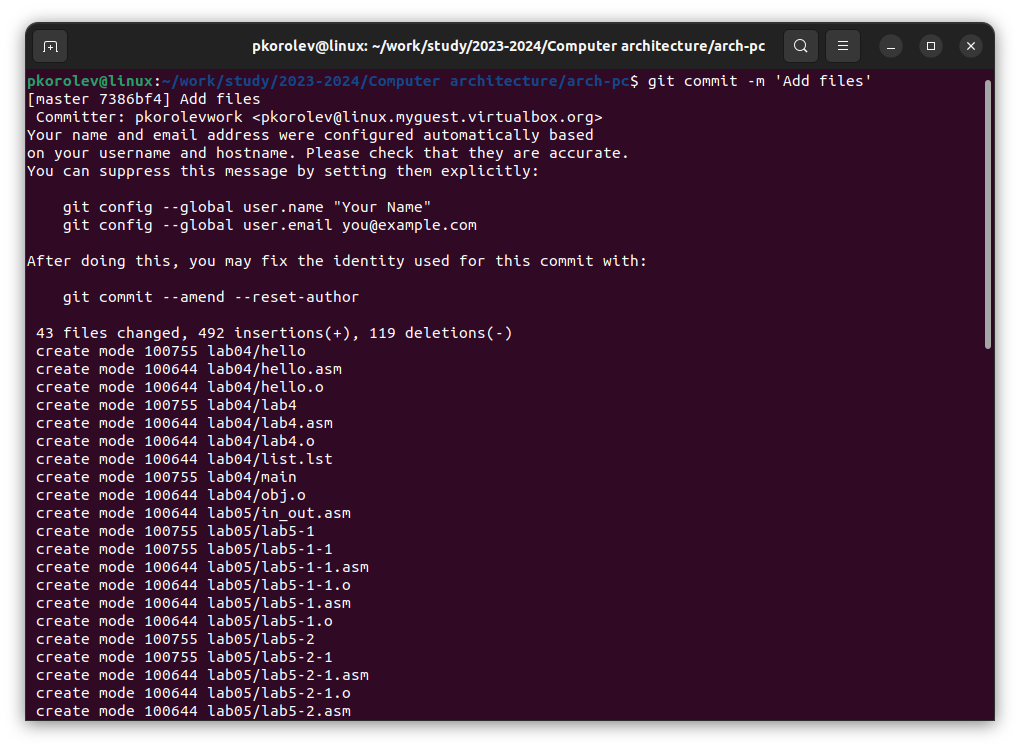 pkorolev@linux: ~/work/study/2023-2024/Computer architecture/arch-pc
pkorolev@linux:~/work/study/2023-2024/Computer architecture/arch-pc$ git commit -m 'Add files'
[master 7386bf4] Add files
 Committer: pkorolevwork <pkorolev@linux.myguest.virtualbox.org>
Your name and email address were configured automatically based
on your username and hostname. Please check that they are accurate.
You can suppress this message by setting them explicitly:

    git config --global user.name "Your Name"
    git config --global user.email you@example.com

After doing this, you may fix the identity used for this commit with:

    git commit --amend --reset-author

 43 files changed, 492 insertions(+), 119 deletions(-)
 create mode 100755 lab04/hello
 create mode 100644 lab04/hello.asm
 create mode 100644 lab04/hello.o
 create mode 100755 lab04/lab4
 create mode 100644 lab04/lab4.asm
 create mode 100644 lab04/lab4.o
 create mode 100644 lab04/list.lst
 create mode 100755 lab04/main
 create mode 100644 lab04/obj.o
 create mode 100644 lab05/in_out.asm
 create mode 100755 lab05/lab5-1
 create mode 100755 lab05/lab5-1-1
 create mode 100644 lab05/lab5-1-1.asm
 create mode 100644 lab05/lab5-1-1.o
 create mode 100644 lab05/lab5-1.asm
 create mode 100644 lab05/lab5-1.o
 create mode 100755 lab05/lab5-2
 create mode 100755 lab05/lab5-2-1
 create mode 100644 lab05/lab5-2-1.asm
 create mode 100644 lab05/lab5-2-1.o
 create mode 100644 lab05/lab5-2.asm